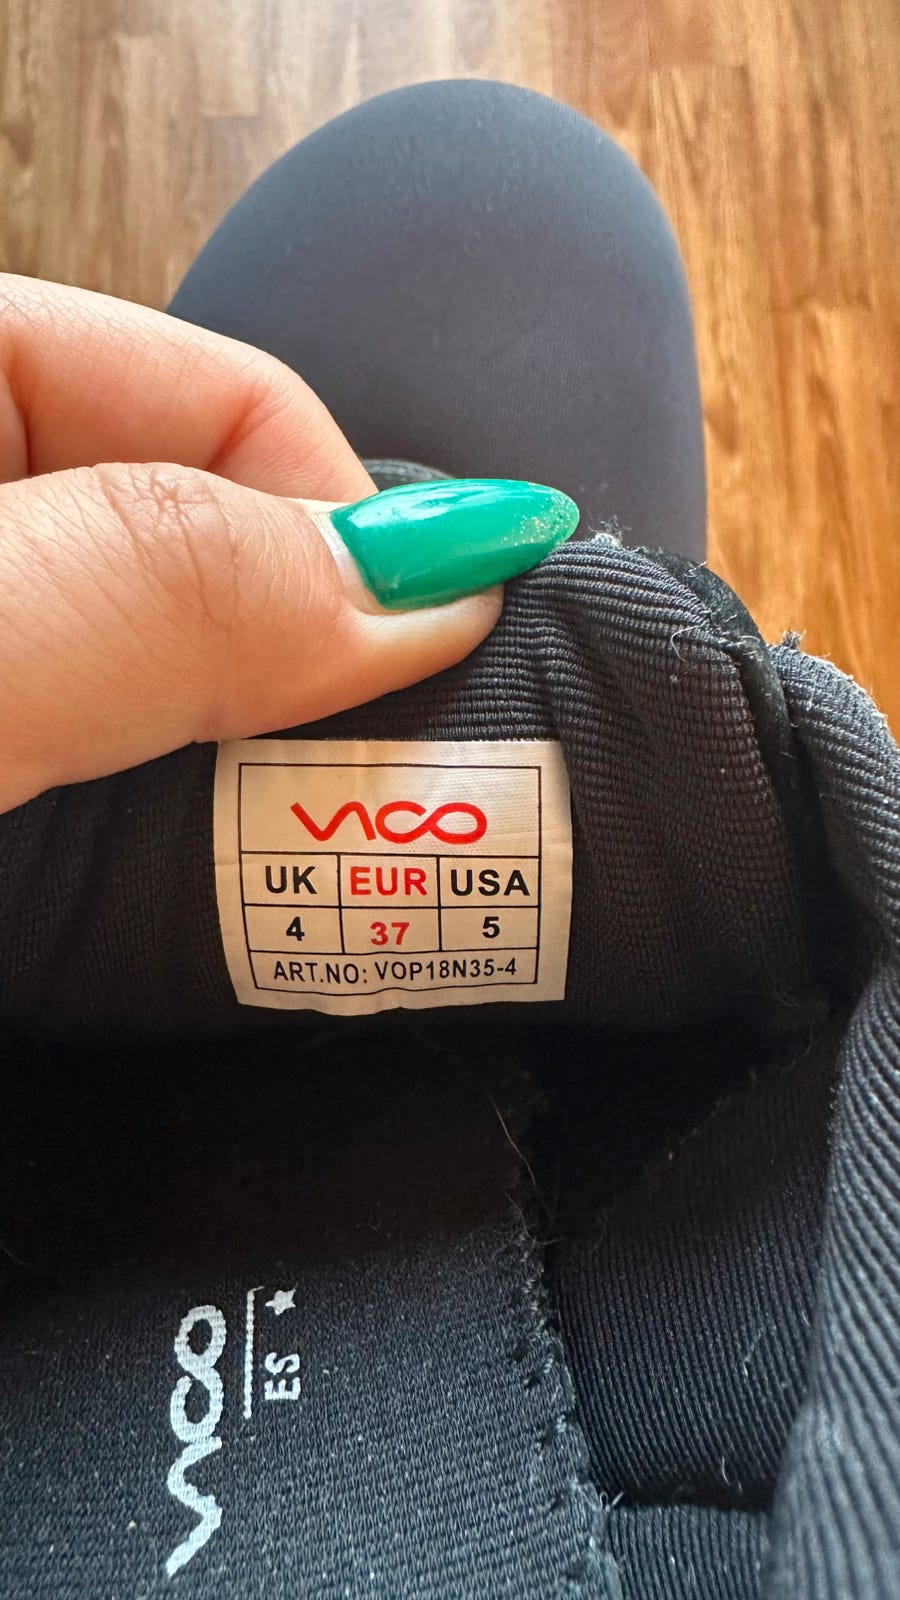 VICO
UK EUR USA
4 37 5
ART.NO: VOP18N35-4
VICO
ES